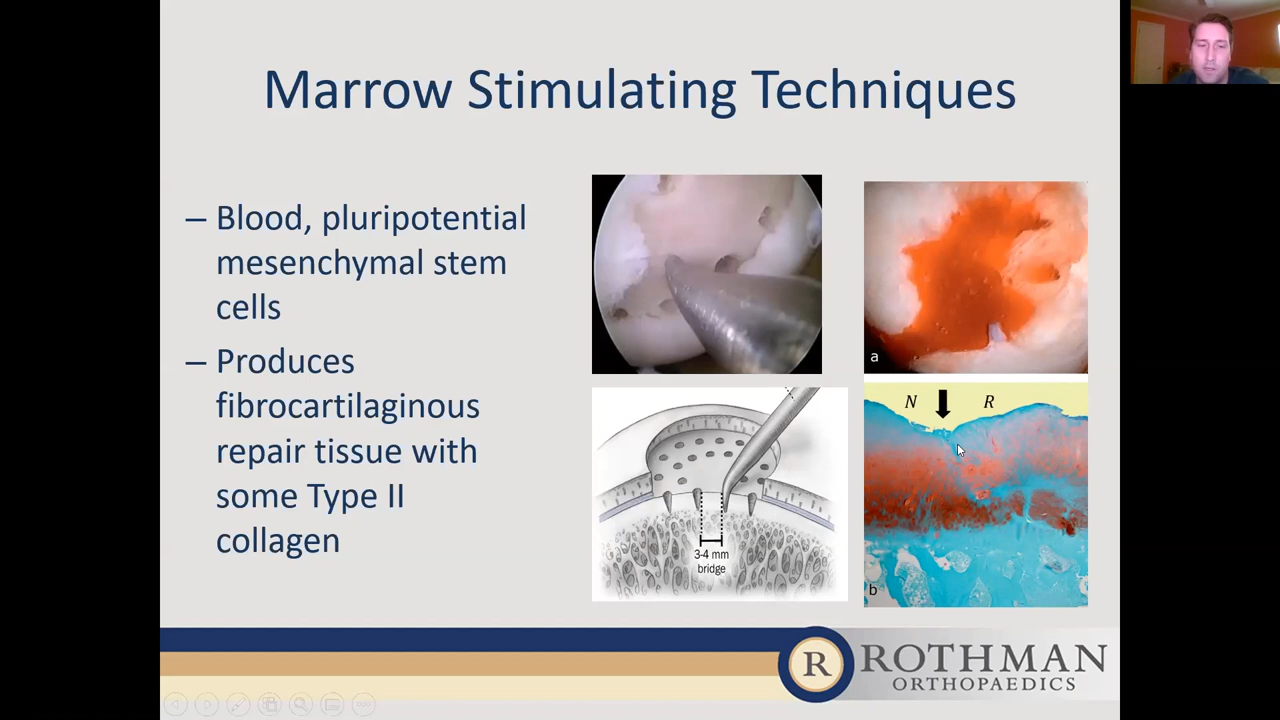 Marrow Stimulating Techniques
– Blood, pluripotential
mesenchymal stem
cells
– Produces
fibrocartilaginous
repair tissue with
some Type II
collagen
a
3-4 mm
bridge
N R
b
R ROTHMAN
ORTHOPAEDICS